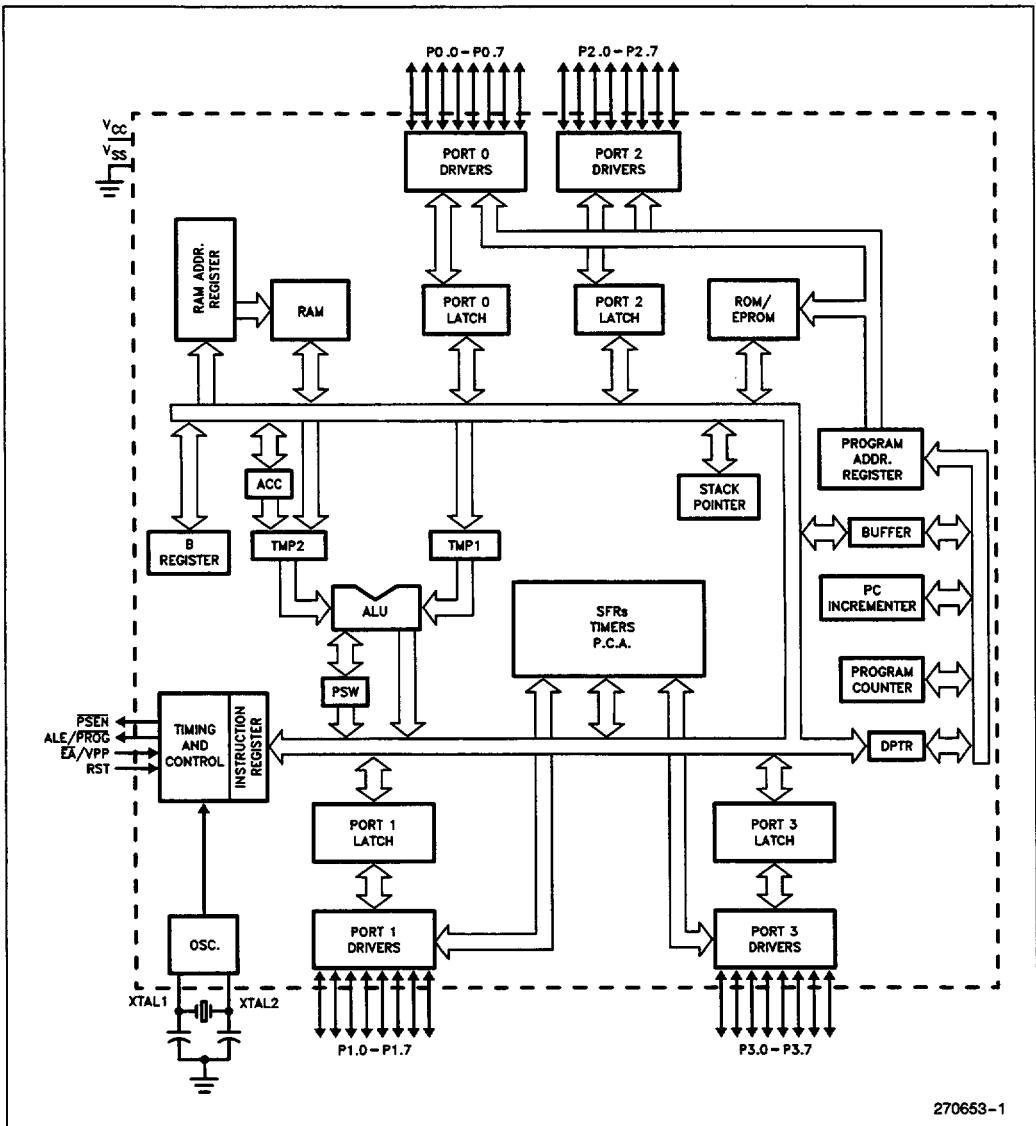 P0.0-P0.7
P2.0-P2.7
VCC
VSS
PORT 0
DRIVERS
PORT 2
DRIVERS
RAM ADDR.
REGISTER
RAM
PORT 0
LATCH
PORT 2
LATCH
ROM/
EPROM
PROGRAM
ADDR.
REGISTER
ACC
STACK
POINTER
B
REGISTER
TMP2
TMP1
BUFFER
ALU
SFRs
TIMERS
P.C.A.
PC
INCREMENTER
PSW
PROGRAM
COUNTER
PSEN
ALE/PROG
EA/VPP
RST
TIMING
AND
CONTROL
INSTRUCTION
REGISTER
DPTR
PORT 1
LATCH
PORT 3
LATCH
OSC.
PORT 1
DRIVERS
PORT 3
DRIVERS
XTAL1
XTAL2
P1.0-P1.7
P3.0-P3.7
270653-1